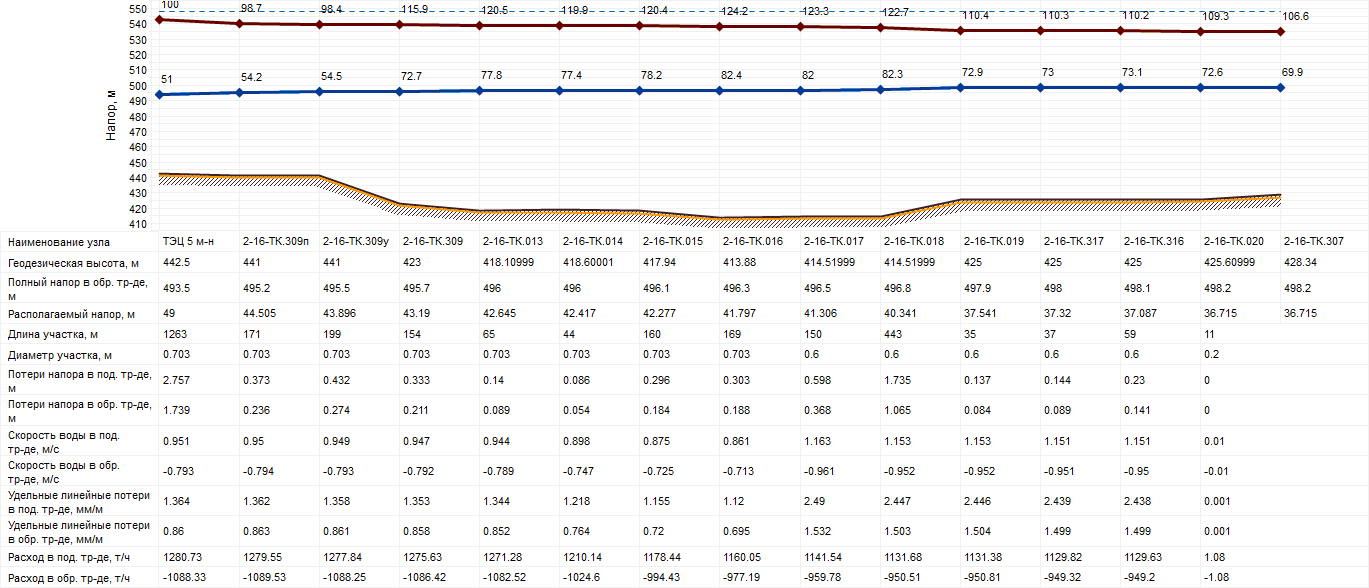 550
540
530
520
510
500
490
480
470
460
450
440
430
420
410
Напор, м
100 98.7 98.4 115.9 120.5 119.9 120.4 124.2 123.3 122.7 110.4 110.3 110.2 109.3 106.6
51 54.2 54.5 72.7 77.8 77.4 78.2 82.4 82 82.3 72.9 73 73.1 72.6 69.9
Наименование узла ТЭЦ 5 м-н 2-16-ТК.309п 2-16-ТК.309у 2-16-ТК.309 2-16-ТК.013 2-16-ТК.014 2-16-ТК.015 2-16-ТК.016 2-16-ТК.017 2-16-ТК.018 2-16-ТК.019 2-16-ТК.317 2-16-ТК.316 2-16-ТК.020 2-16-ТК.307
Геодезическая высота, м 442.5 441 441 423 418.10999 418.60001 417.94 413.88 414.51999 414.51999 425 425 425 425.60999 428.34
Полный напор в обр. тр-де,
м 493.5 495.2 495.5 495.7 496 496 496.1 496.3 496.5 496.8 497.9 498 498.1 498.2 498.2
Располагаемый напор, м 49 44.505 43.896 43.19 42.645 42.417 42.277 41.797 41.306 40.341 37.541 37.32 37.087 36.715 36.715
Длина участка, м 1263 171 199 154 65 44 160 169 150 443 35 37 59 11
Диаметр участка, м 0.703 0.703 0.703 0.703 0.703 0.703 0.703 0.703 0.6 0.6 0.6 0.6 0.6 0.2
Потери напора в под. тр-де,
м 2.757 0.373 0.432 0.333 0.14 0.086 0.296 0.303 0.598 1.735 0.137 0.144 0.23 0
Потери напора в обр. тр-де,
м 1.739 0.236 0.274 0.211 0.089 0.054 0.184 0.188 0.368 1.065 0.084 0.089 0.141 0
Скорость воды в под.
тр-де, м/с 0.951 0.95 0.949 0.947 0.944 0.898 0.875 0.861 1.163 1.153 1.153 1.151 1.151 0.01
Скорость воды в обр.
тр-де, м/с -0.793 -0.794 -0.793 -0.792 -0.789 -0.747 -0.725 -0.713 -0.961 -0.952 -0.952 -0.951 -0.95 -0.01
Удельные линейные потери
в под. тр-де, мм/м 1.364 1.362 1.358 1.353 1.344 1.218 1.155 1.12 2.49 2.447 2.446 2.439 2.438 0.001
Удельные линейные потери
в обр. тр-де, мм/м 0.86 0.863 0.861 0.858 0.852 0.764 0.72 0.695 1.532 1.503 1.504 1.499 1.499 0.001
Расход в под. тр-де, т/ч 1280.73 1279.55 1277.84 1275.63 1271.28 1210.14 1178.44 1160.05 1141.54 1131.68 1131.38 1129.82 1129.63 1.08
Расход в обр. тр-де, т/ч -1088.33 -1089.53 -1088.25 -1086.42 -1082.52 -1024.6 -994.43 -977.19 -959.78 -950.51 -950.81 -949.32 -949.2 -1.08